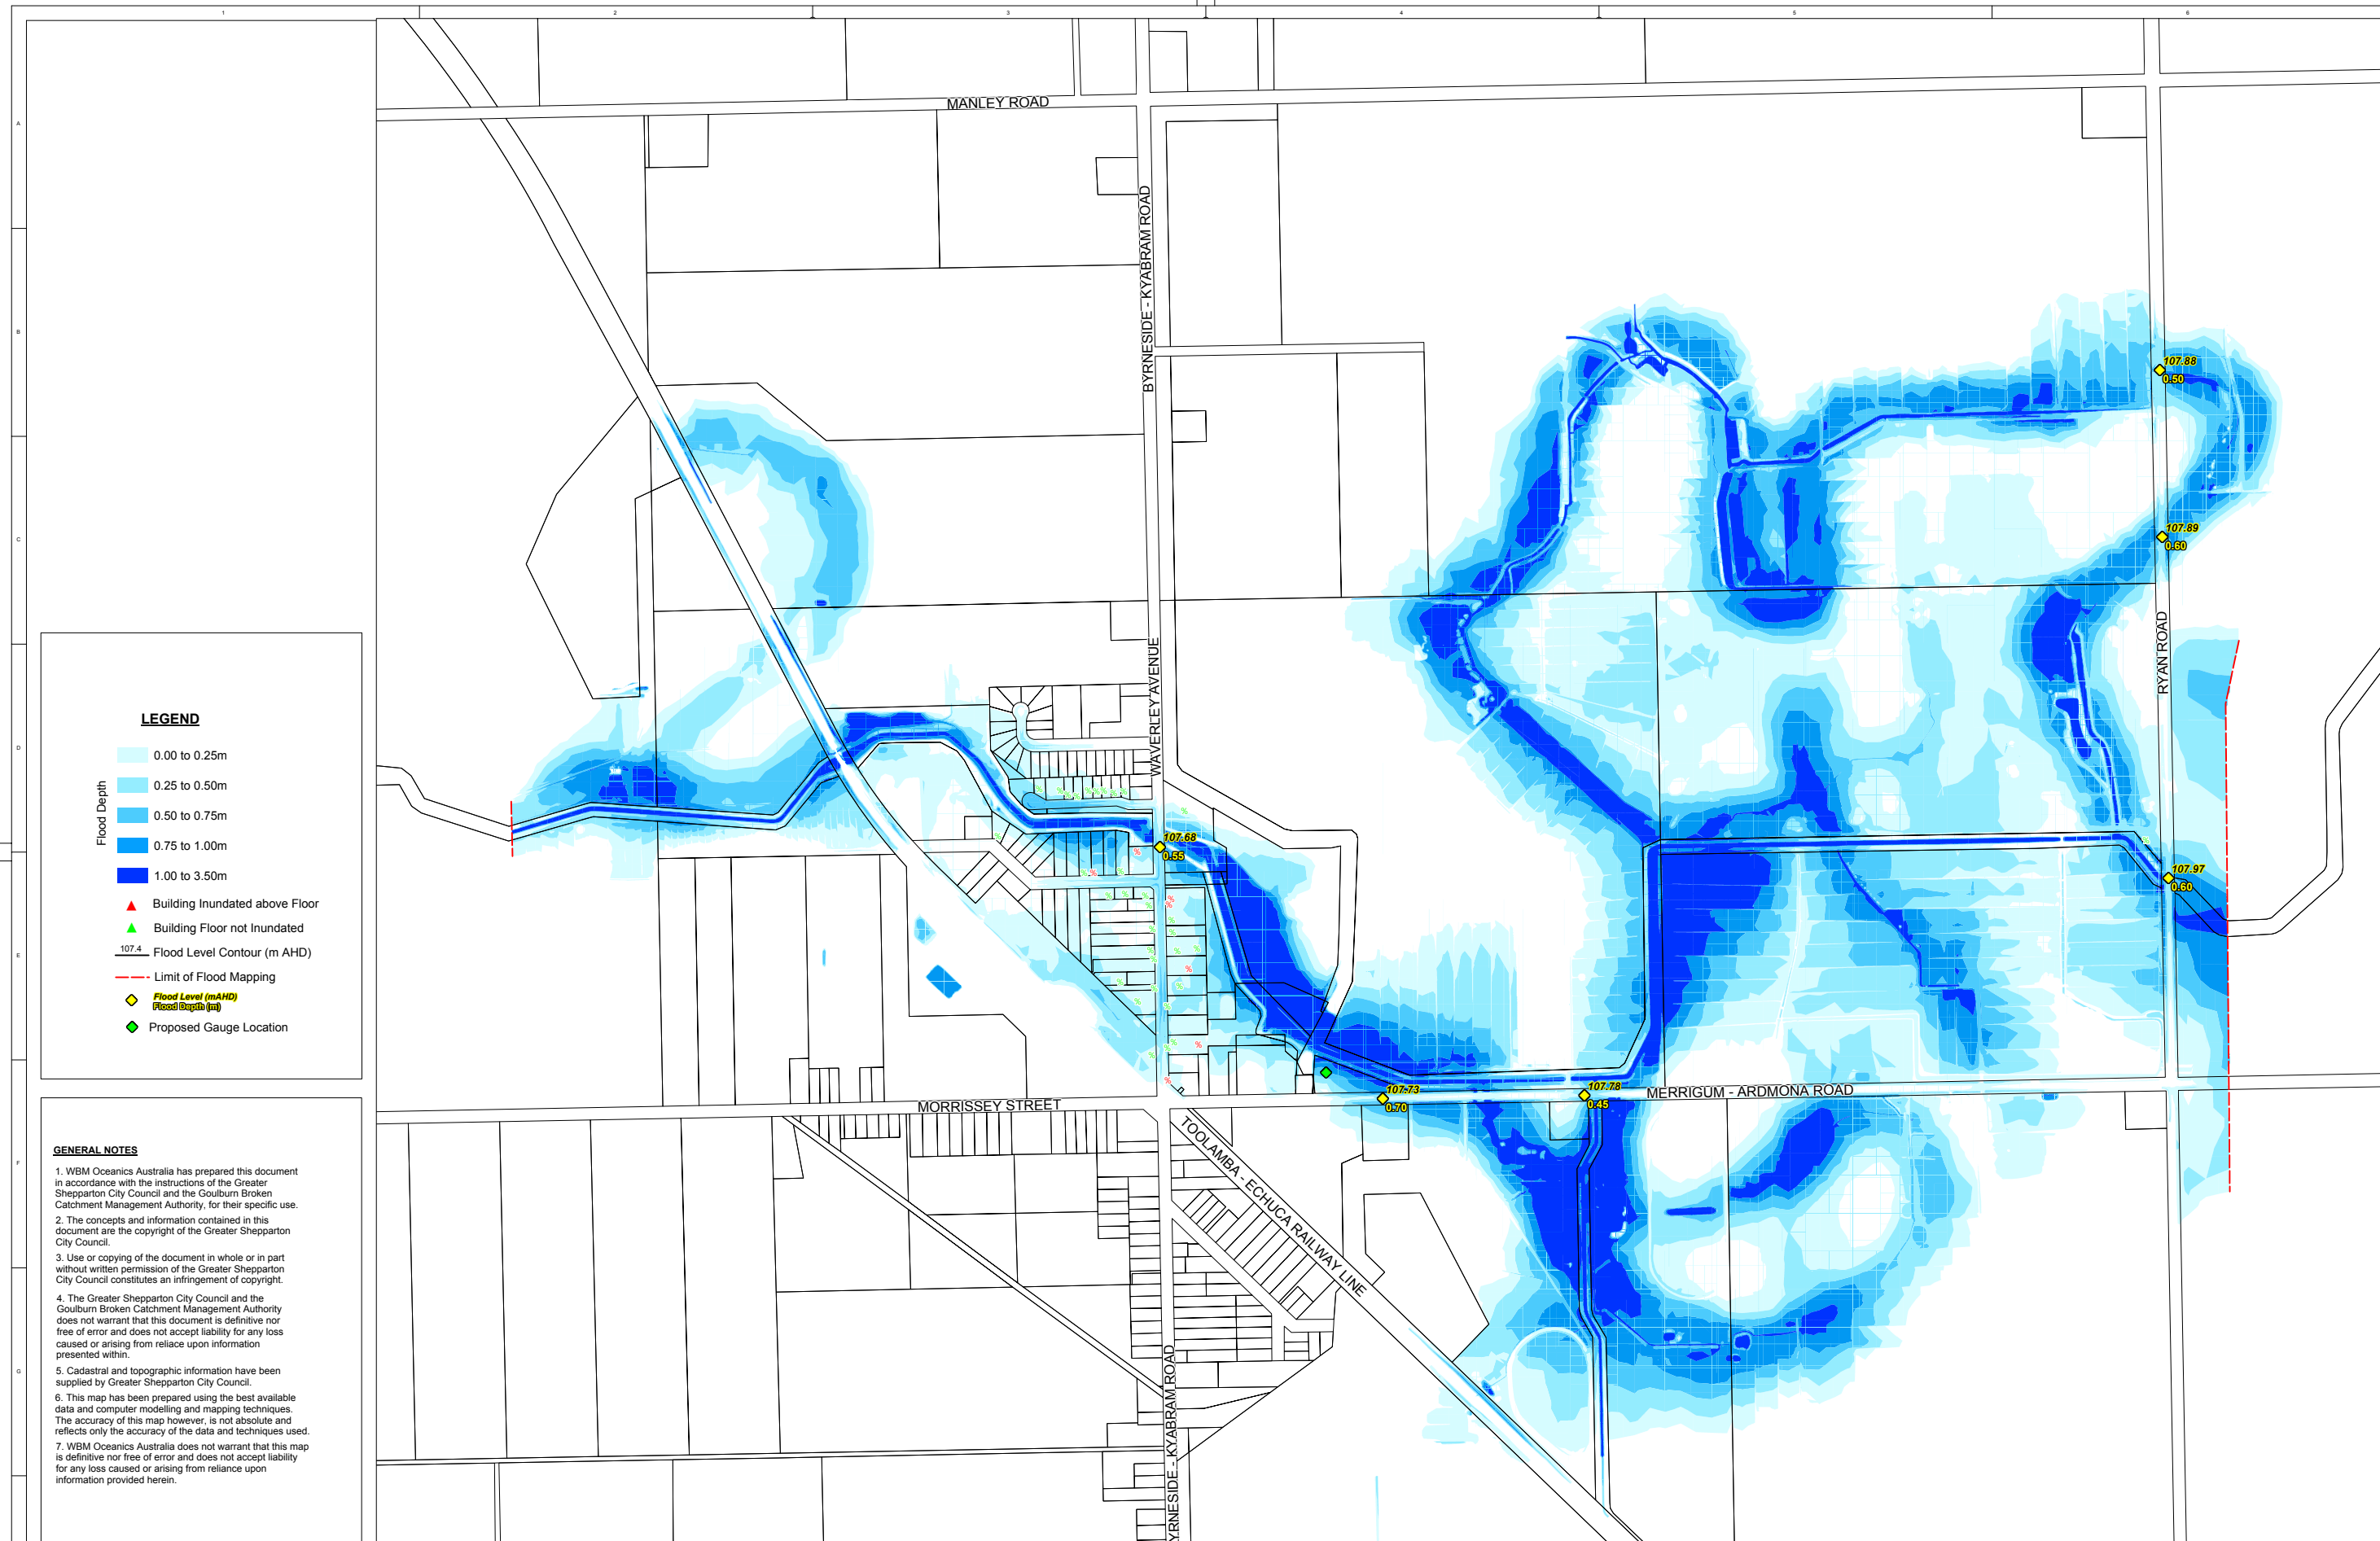 1
2
3
4
5
6
A
B
C
D
E
F
G
MANLEY ROAD
BYRNESIDE - KYABRAM ROAD
WAVERLEY AVENUE
RYAN ROAD
107.88
0.50
107.89
0.60
107.68
0.55
107.97
0.60
107.73
0.70
107.78
0.45
MERRIGUM - ARDMONA ROAD
MORRISSEY STREET
TOOLAMBA - ECHUCA RAILWAY LINE
YRNESIDE - KYABRAM ROAD
LEGEND
Flood Depth
0.00 to 0.25m
0.25 to 0.50m
0.50 to 0.75m
0.75 to 1.00m
1.00 to 3.50m
Building Inundated above Floor
Building Floor not Inundated
107.4 Flood Level Contour (m AHD)
Limit of Flood Mapping
Flood Level (mAHD)
Flood Depth (m)
Proposed Gauge Location
GENERAL NOTES
1. WBM Oceanics Australia has prepared this document
in accordance with the instructions of the Greater
Shepparton City Council and the Goulburn Broken
Catchment Management Authority, for their specific use.
2. The concepts and information contained in this
document are the copyright of the Greater Shepparton
City Council.
3. Use or copying of the document in whole or in part
without written permission of the Greater Shepparton
City Council constitutes an infringement of copyright.
4. The Greater Shepparton City Council and the
Goulburn Broken Catchment Management Authority
does not warrant that this document is definitive nor
free of error and does not accept liability for any loss
caused or arising from reliace upon information
presented within.
5. Cadastral and topographic information have been
supplied by Greater Shepparton City Council.
6. This map has been prepared using the best available
data and computer modelling and mapping techniques.
The accuracy of this map however, is not absolute and
reflects only the accuracy of the data and techniques used.
7. WBM Oceanics Australia does not warrant that this map
is definitive nor free of error and does not accept liability
for any loss caused or arising from reliance upon
information provided herein.